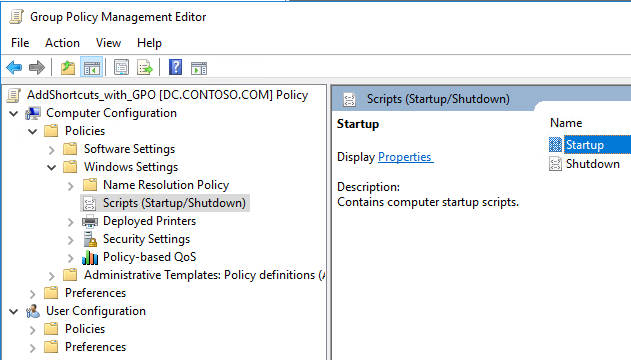 Group Policy Management Editor
File Action View Help
AddShortcuts_with_GPO [DC.CONTOSO.COM] Policy
Computer Configuration
Policies
Software Settings
Windows Settings
Name Resolution Policy
Scripts (Startup/Shutdown)
Deployed Printers
Security Settings
Policy-based QoS
Administrative Templates: Policy definitions (
Preferences
User Configuration
Policies
Preferences
Scripts (Startup/Shutdown)
Startup
Display Properties
Description:
Contains computer startup scripts.
Name
Startup
Shutdown